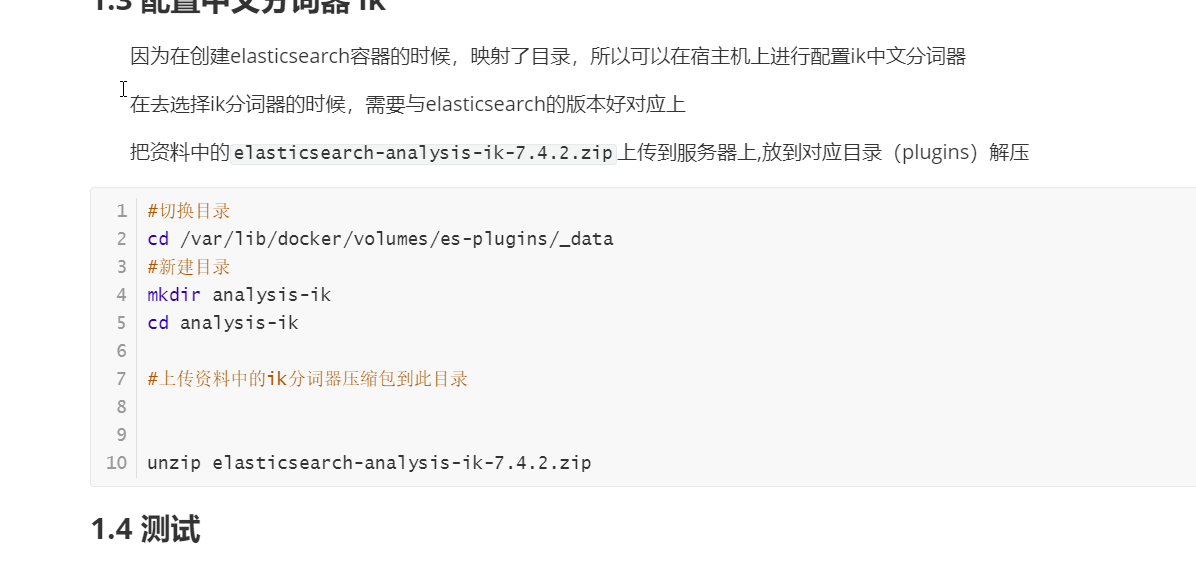 1.3 配置中文分词器 ik
因为在创建elasticsearch容器的时候，映射了目录，所以可以在宿主机上进行配置ik中文分词器
在去选择ik分词器的时候，需要与elasticsearch的版本好对应上
把资料中的elasticsearch-analysis-ik-7.4.2.zip上传到服务器上,放到对应目录（plugins）解压
1 #切换目录
2 cd /var/lib/docker/volumes/es-plugins/_data
3 #新建目录
4 mkdir analysis-ik
5 cd analysis-ik
6
7 #上传资料中的ik分词器压缩包到此目录
8
9
10 unzip elasticsearch-analysis-ik-7.4.2.zip
1.4 测试